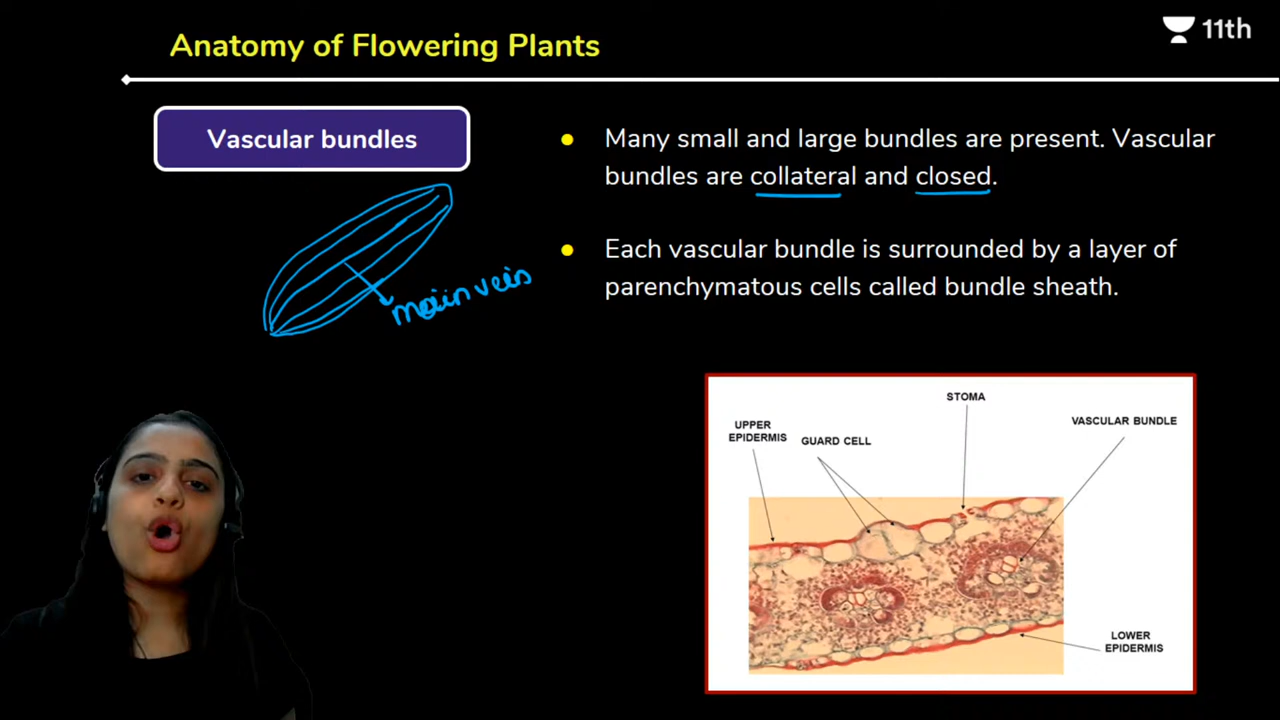 Anatomy of Flowering Plants
11th
Vascular bundles
Many small and large bundles are present. Vascular
bundles are collateral and closed.
Each vascular bundle is surrounded by a layer of
parenchymatous cells called bundle sheath.
main vein
STOMA
VASCULAR BUNDLE
UPPER
EPIDERMIS
GUARD CELL
LOWER
EPIDERMIS